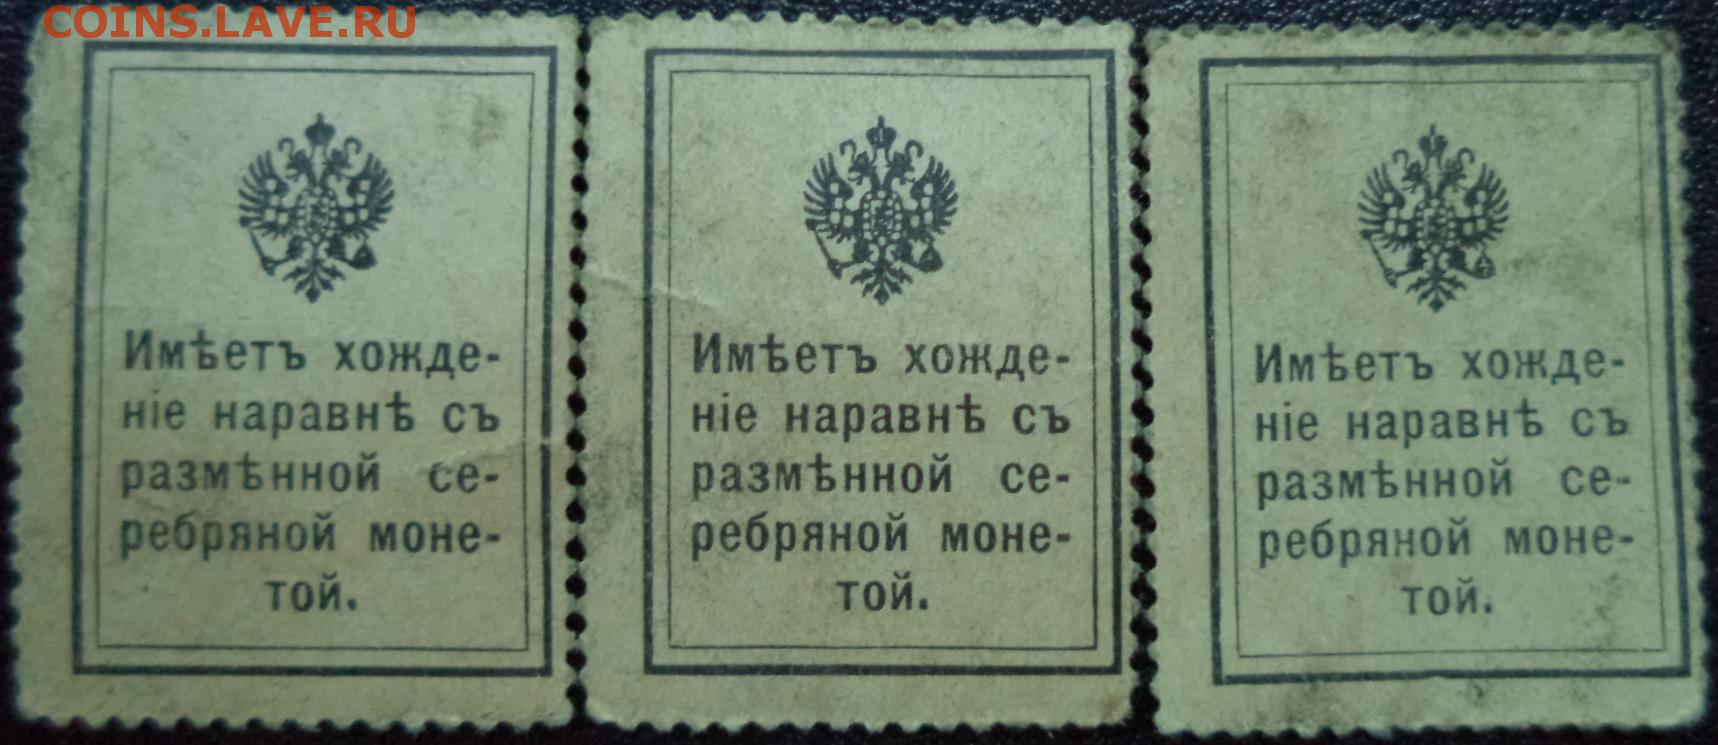 COINS.LAVE.RU
Имѣетъ хожде-
ніе наравнѣ съ
размѣнной се-
ребряной моне-
той.
Имѣетъ хожде-
ніе наравнѣ съ
размѣнной се-
ребряной моне-
той.
Имѣетъ хожде-
ніе наравнѣ съ
размѣнной се-
ребряной моне-
той.